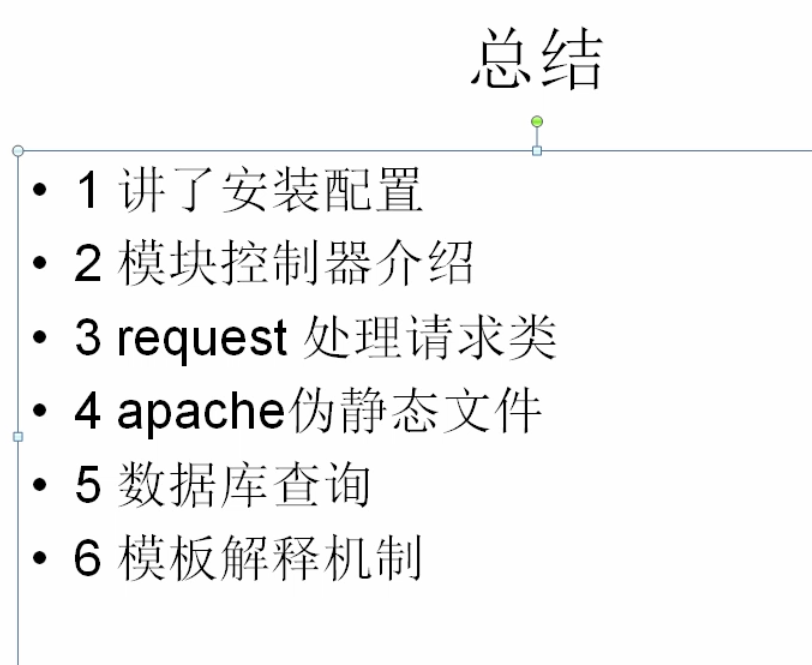 总结
• 1 讲了安装配置
• 2 模块控制器介绍
• 3 request 处理请求类
• 4 apache伪静态文件
• 5 数据库查询
• 6 模板解释机制